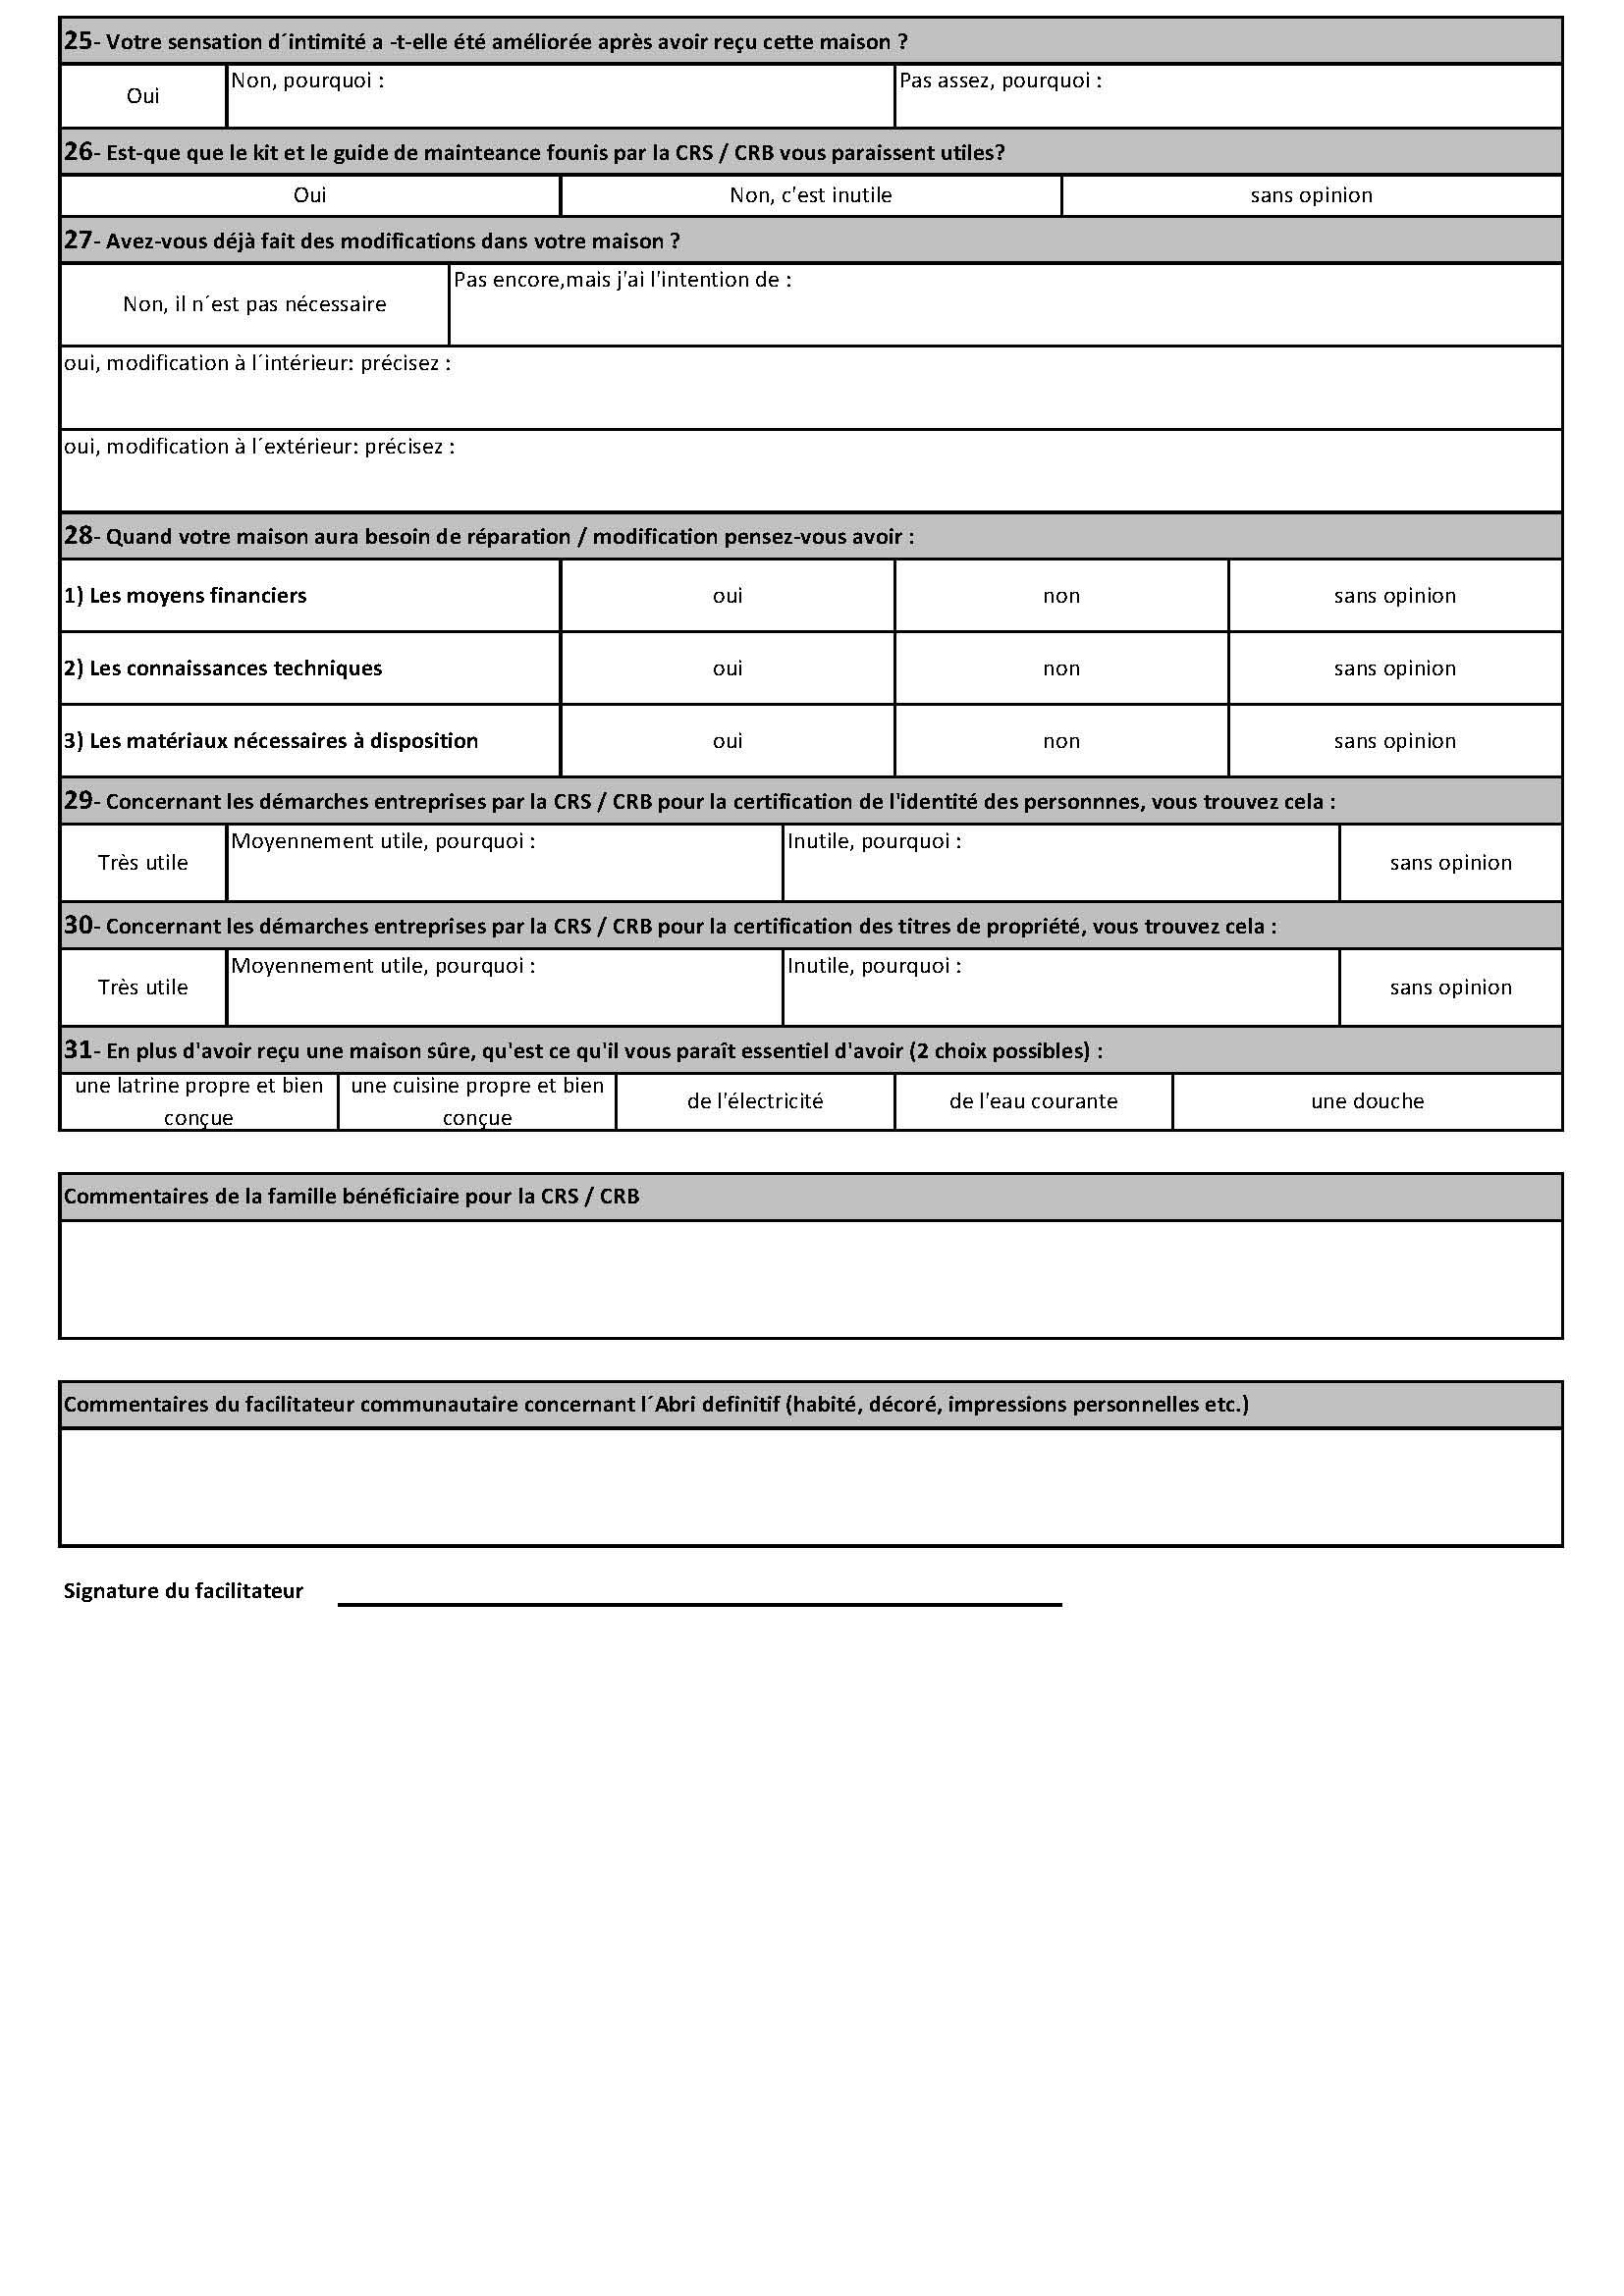 25- Votre sensation d´intimité a -t-elle été améliorée après avoir reçu cette maison ?
Oui
Non, pourquoi :
Pas assez, pourquoi :
26- Est-que que le kit et le guide de mainteance founis par la CRS / CRB vous paraissent utiles?
Oui
Non, c'est inutile
sans opinion
27- Avez-vous déjà fait des modifications dans votre maison ?
Non, il n´est pas nécessaire
Pas encore,mais j'ai l'intention de :
oui, modification à l´intérieur: précisez :
oui, modification à l´extérieur: précisez :
28- Quand votre maison aura besoin de réparation / modification pensez-vous avoir :
1) Les moyens financiers
oui
non
sans opinion
2) Les connaissances techniques
oui
non
sans opinion
3) Les matériaux nécessaires à disposition
oui
non
sans opinion
29- Concernant les démarches entreprises par la CRS / CRB pour la certification de l'identité des personnnes, vous trouvez cela :
Très utile
Moyennement utile, pourquoi :
Inutile, pourquoi :
sans opinion
30- Concernant les démarches entreprises par la CRS / CRB pour la certification des titres de propriété, vous trouvez cela :
Très utile
Moyennement utile, pourquoi :
Inutile, pourquoi :
sans opinion
31- En plus d'avoir reçu une maison sûre, qu'est ce qu'il vous paraît essentiel d'avoir (2 choix possibles) :
une latrine propre et bien
conçue
une cuisine propre et bien
conçue
de l'électricité
de l'eau courante
une douche
Commentaires de la famille bénéficiaire pour la CRS / CRB
Commentaires du facilitateur communautaire concernant l´Abri definitif (habité, décoré, impressions personnelles etc.)
Signature du facilitateur